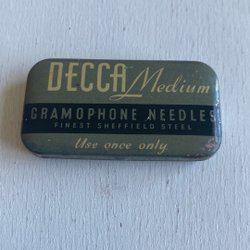 DECCA Medium
GRAMOPHONE NEEDLES
FINEST SHEFFIELD STEEL
Use once only